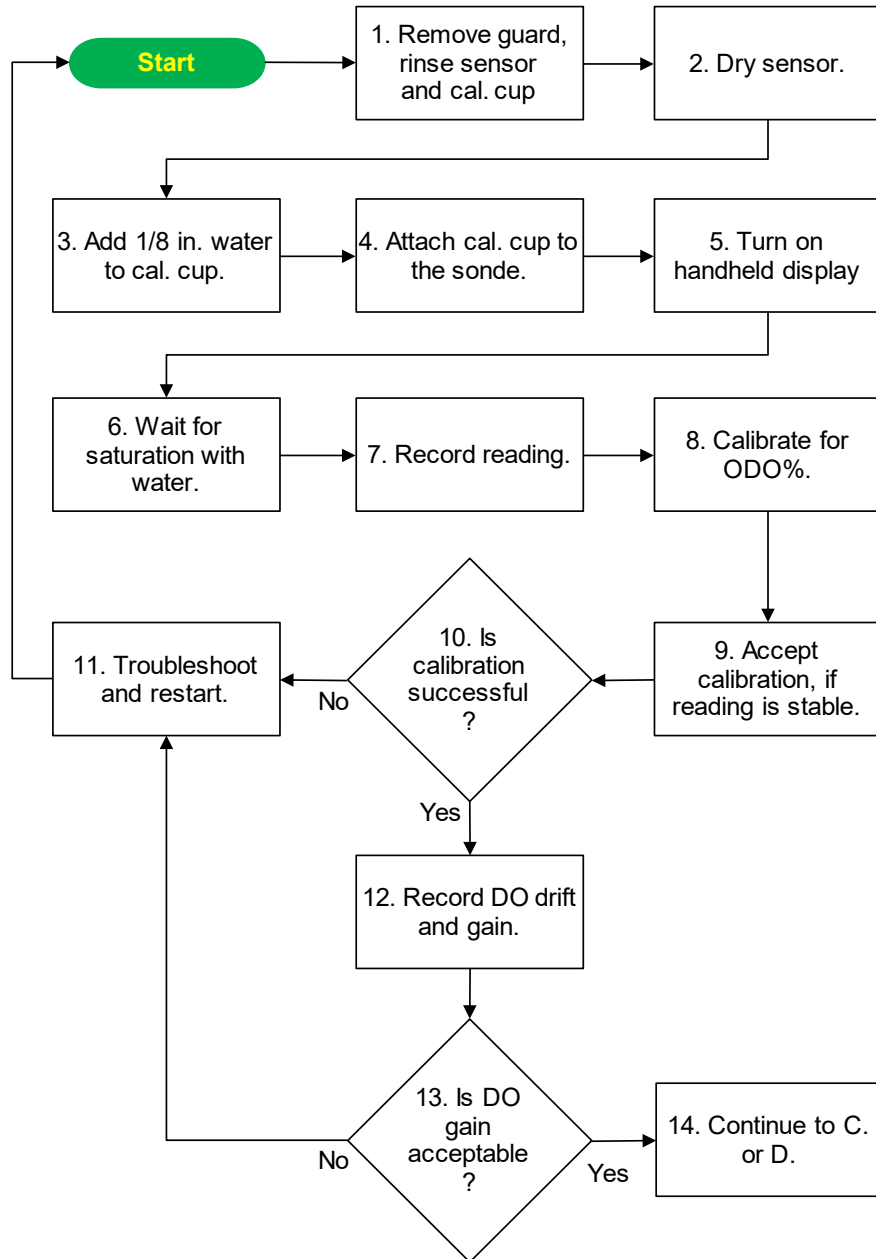 Start
1. Remove guard,
rinse sensor
and cal. cup
2. Dry sensor.
3. Add 1/8 in. water
to cal. cup.
4. Attach cal. cup to
the sonde.
5. Turn on
handheld display
6. Wait for
saturation with
water.
7. Record reading.
8. Calibrate for
ODO%.
9. Accept
calibration, if
reading is stable.
10. Is
calibration
successful
?
No
Yes
11. Troubleshoot
and restart.
12. Record DO drift
and gain.
13. Is DO
gain
acceptable
?
No
Yes
14. Continue to C.
or D.